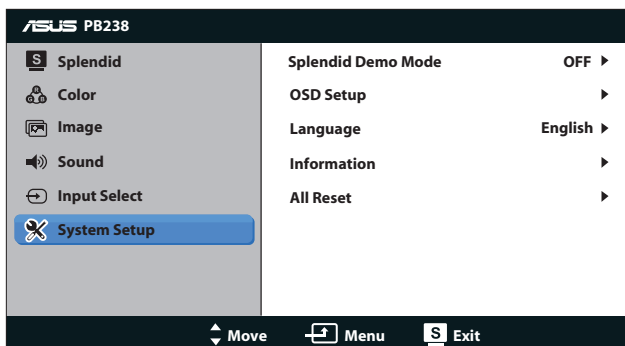 ASUS PB238
S Splendid
Color
Image
Sound
Input Select
System Setup
Splendid Demo Mode OFF
OSD Setup
Language English
Information
All Reset
Move Menu S Exit